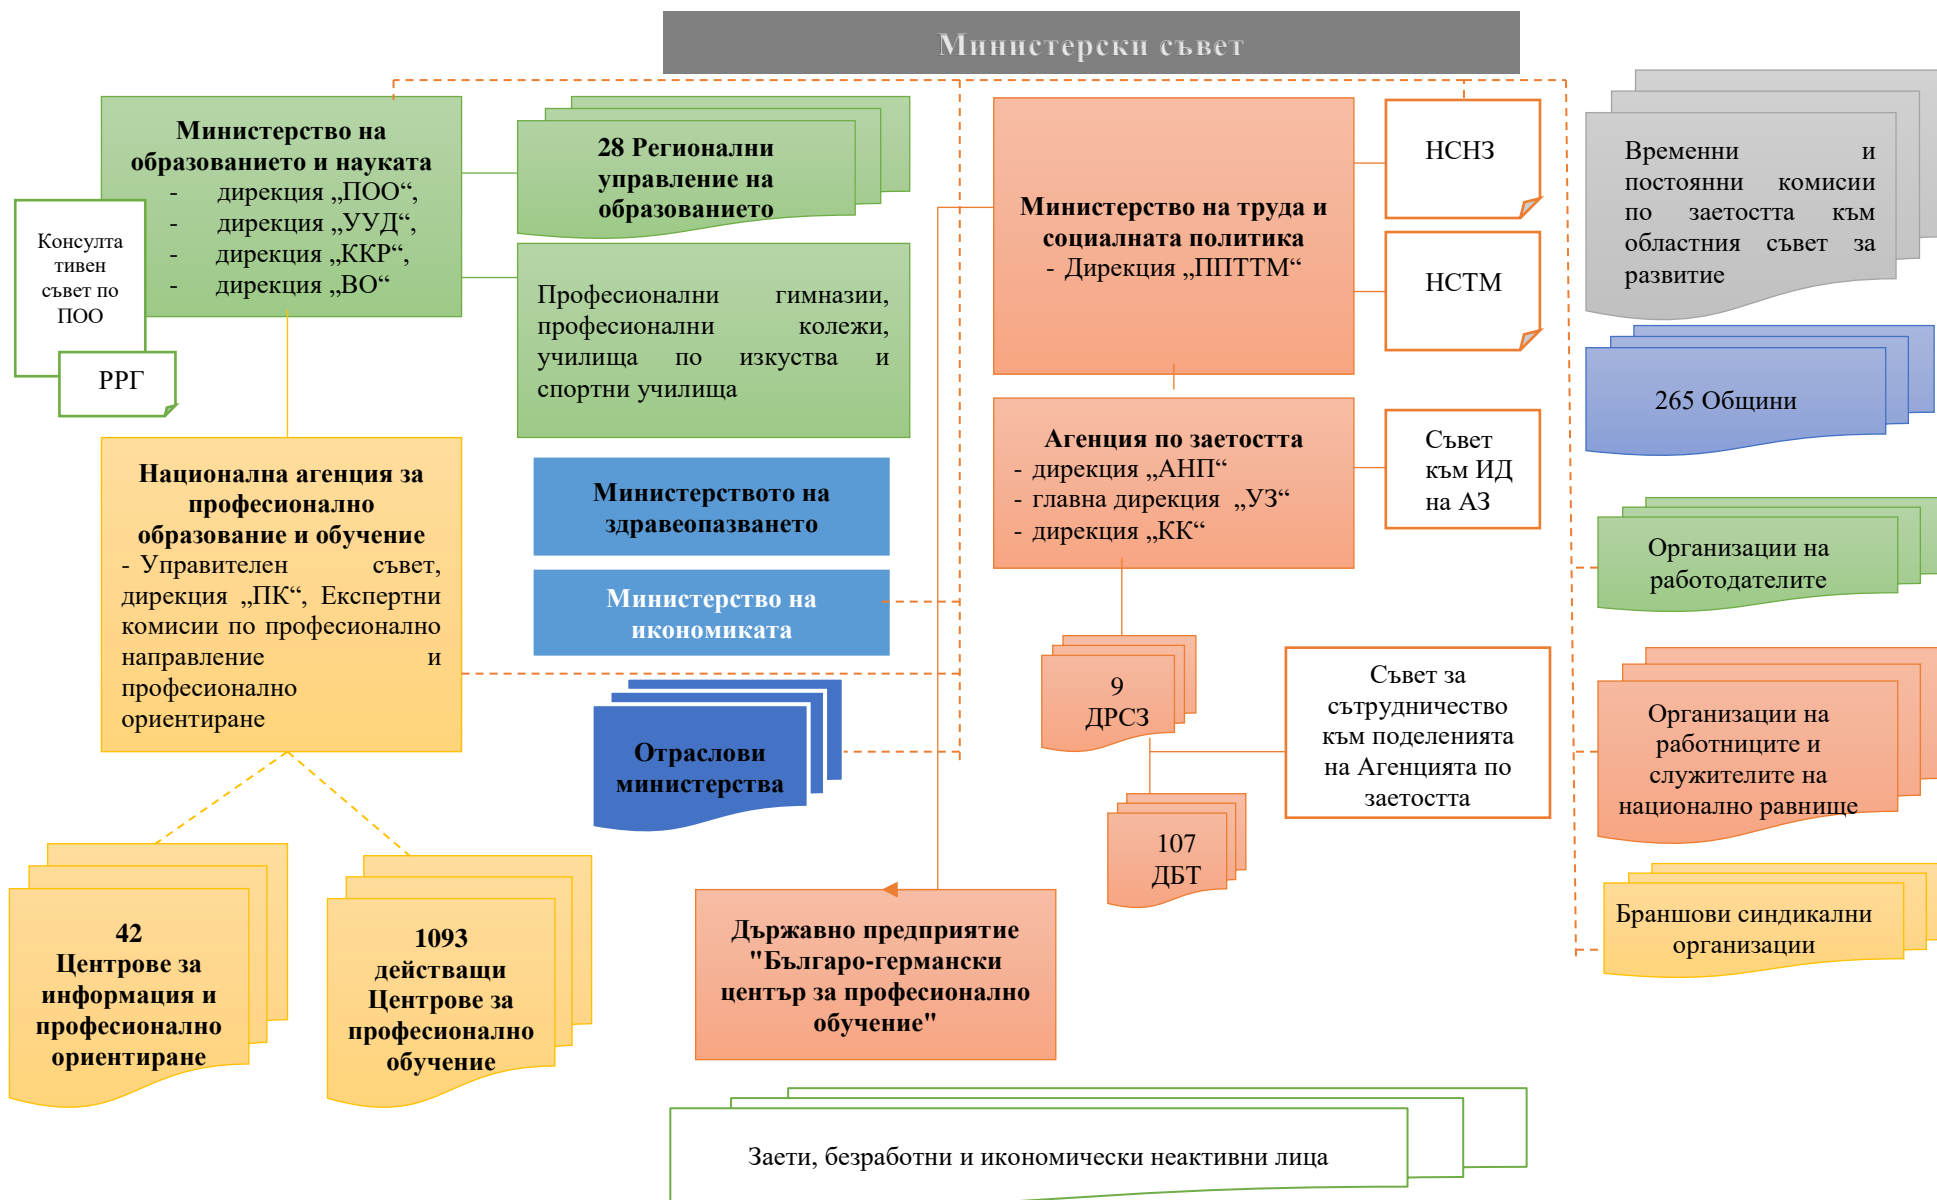 Министерски съвет
Министерство на
образованието и науката
- дирекция „ПОО“,
- дирекция „УУД“,
- дирекция „ККР“,
- дирекция „ВО“
Консулта
тивен
съвет по
ПОО
РРГ
28 Регионални
управление на
образованието
Професионални гимназии,
професионални колежи,
училища по изкуства и
спортни училища
Министерство на труда и
социалната политика
- Дирекция „ППТТМ“
НСНЗ
НСТМ
Временни и
постоянни комисии
по заетостта към
областния съвет за
развитие
265 Общини
Национална агенция за
професионално
образование и обучение
- Управителен съвет,
дирекция „ПК“, Експертни
комисии по професионално
направление и
професионално
ориентиране
Министерството на
здравеопазването
Министерство на
икономиката
Отраслови
министерства
Агенция по заетостта
- дирекция „АНП“
- главна дирекция „УЗ“
- дирекция „КК“
Съвет
към ИД
на АЗ
9
ДРСЗ
Съвет за
сътрудничество
към поделенията
на Агенцията по
заетостта
107
ДБТ
Организации на
работодателите
Организации на
работниците и
служителите на
национално равнище
Браншови синдикални
организации
42
Центрове за
информация и
професионално
ориентиране
1093
действащи
Центрове за
професионално
обучение
Държавно предприятие
"Българо-германски
център за професионално
обучение"
Заети, безработни и икономически неактивни лица